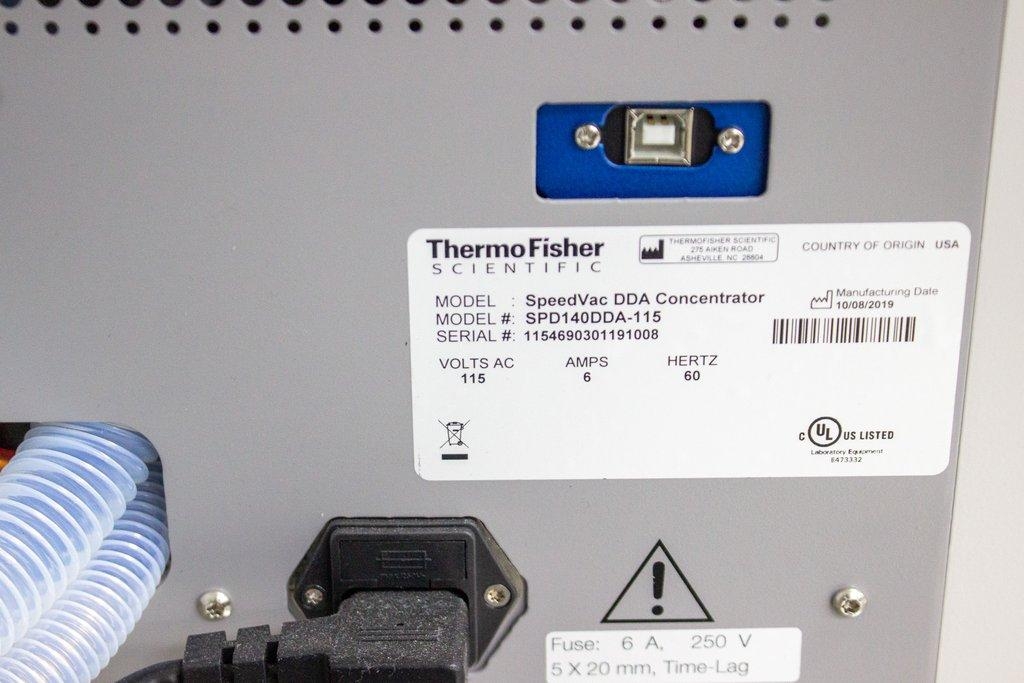 ThermoFisher
SCIENTIFIC
THERMOFISHER SCIENTIFIC
275 AIKEN ROAD
ASHEVILLE, NC 28804
COUNTRY OF ORIGIN USA
MODEL : SpeedVac DDA Concentrator
MODEL #: SPD140DDA-115
SERIAL #: 1154690301191008
Manufacturing Date
10/08/2019
VOLTS AC AMPS HERTZ
115 6 60
C UL US LISTED
Laboratory Equipment
E473332
Fuse: 6 A, 250 V
5 X 20 mm, Time-Lag